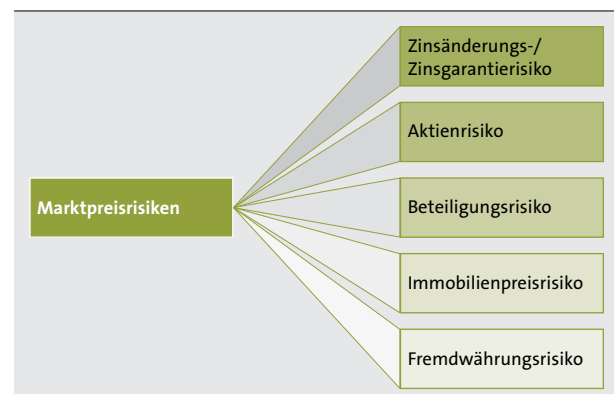 Marktpreisrisiken
Zinsänderungs-/
Zinsgarantierisiko
Aktienrisiko
Beteiligungsrisiko
Immobilienpreisrisiko
Fremdwährungsrisiko